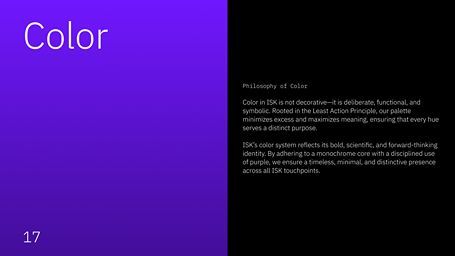 Color
Philosophy of Color
Color in ISK is not decorative—it is deliberate, functional, and
symbolic. Rooted in the Least Action Principle, our palette
minimizes excess and maximizes meaning, ensuring that every hue
serves a distinct purpose.
ISK's color system reflects its bold, scientific, and forward-thinking
identity. By adhering to a monochrome core with a disciplined use
of purple, we ensure a timeless, minimal, and distinctive presence
across all ISK touchpoints.
17